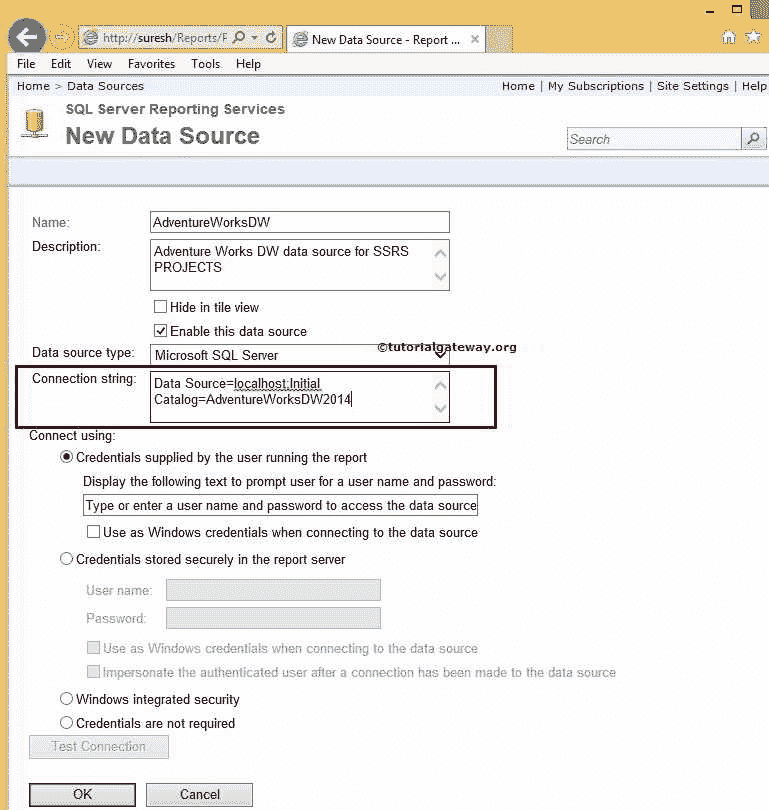 http://suresh/Reports/F
New Data Source - Report ...
File Edit View Favorites Tools Help
Home > Data Sources
Home | My Subscriptions | Site Settings | Help
SQL Server Reporting Services
New Data Source
Search
Name: AdventureWorksDW
Description: Adventure Works DW data source for SSRS
PROJECTS
Hide in tile view
Enable this data source
©tutorialgateway.org
Data source type: Microsoft SQL Server
Connection string: Data Source=localhost;Initial
Catalog=AdventureWorksDW2014
Connect using:
Credentials supplied by the user running the report
Display the following text to prompt user for a user name and password:
Type or enter a user name and password to access the data source
Use as Windows credentials when connecting to the data source
Credentials stored securely in the report server
User name:
Password:
Use as Windows credentials when connecting to the data source
Impersonate the authenticated user after a connection has been made to the data source
Windows integrated security
Credentials are not required
Test Connection
OK Cancel